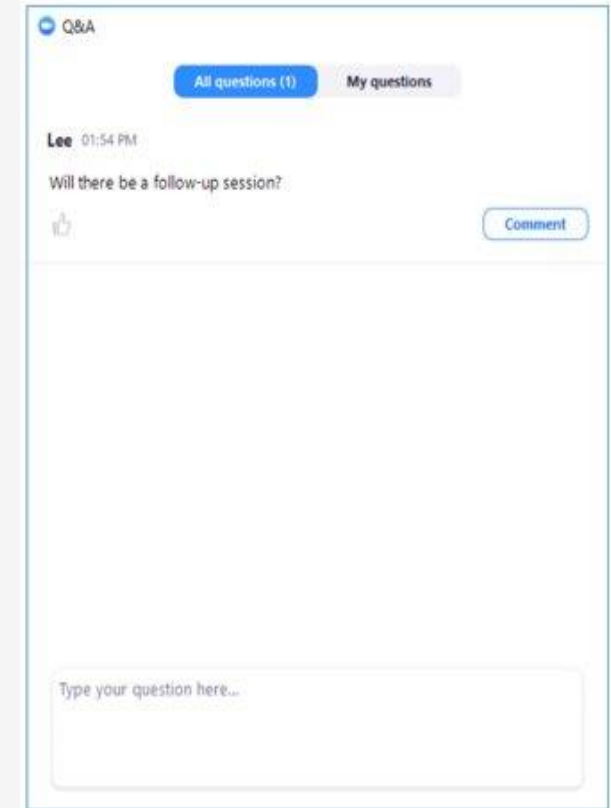 Q&A
All questions (1) My questions
Lee 01:54 PM
Will there be a follow-up session?
Comment
Type your question here...